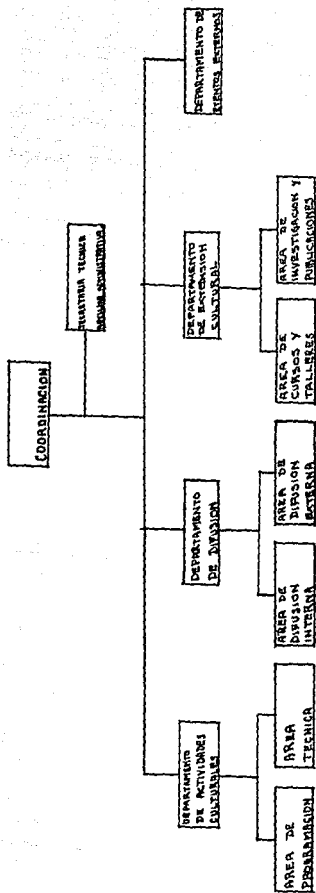 COORDINACION
SECRETARIA TECNICA
DEPARTAMENTO
DE ACTIVIDADES
CULTURALES
DEPARTAMENTO
DE DIFUSION
DEPARTAMENTO
DE EXTENSION
CULTURAL
DEPARTAMENTO DE
EVENTOS EXTERNOS
AREA DE
PROGRAMACION
AREA
TECNICA
AREA DE
DIFUSION
INTERNA
AREA DE
DIFUSION
EXTERNA
AREA DE
CURSOS Y
TALLERES
AREA DE
INVESTIGACION Y
PUBLICACIONES